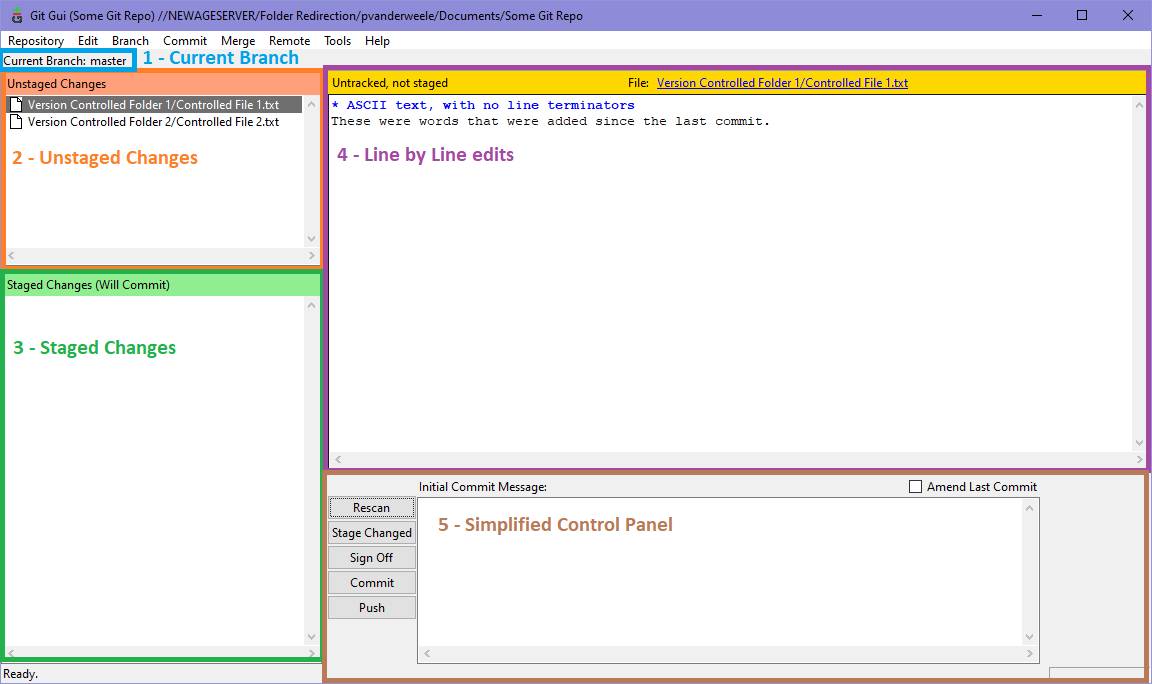 Git Gui (Some Git Repo) //NEWAGESERVER/Folder Redirection/pvanderweele/Documents/Some Git Repo
Repository Edit Branch Commit Merge Remote Tools Help
Current Branch: master
1 - Current Branch
Unstaged Changes
Version Controlled Folder 1/Controlled File 1.txt
Version Controlled Folder 2/Controlled File 2.txt
2 - Unstaged Changes
Staged Changes (Will Commit)
3 - Staged Changes
Untracked, not staged File: Version Controlled Folder 1/Controlled File 1.txt
* ASCII text, with no line terminators
These were words that were added since the last commit.
4 - Line by Line edits
Initial Commit Message: Amend Last Commit
Rescan
Stage Changed
Sign Off
Commit
Push
5 - Simplified Control Panel
Ready.